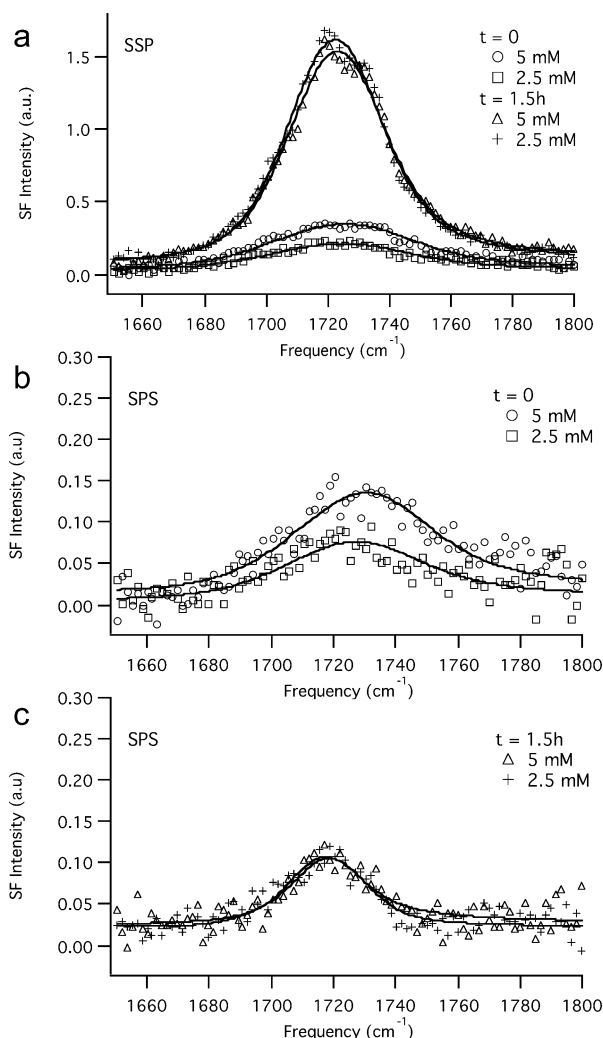 a
SSP
t = 0
5 mM
2.5 mM
t = 1.5h
5 mM
2.5 mM
SF Intensity (a.u.)
1.5
1.0
0.5
0.0
1660 1680 1700 1720 1740 1760 1780 1800
Frequency (cm⁻¹)
b
SPS
t = 0
5 mM
2.5 mM
SF Intensity (a.u)
0.30
0.25
0.20
0.15
0.10
0.05
0.00
1660 1680 1700 1720 1740 1760 1780 1800
Frequency (cm⁻¹)
c
SPS
t = 1.5h
5 mM
2.5 mM
SF Intensity (a.u)
0.30
0.25
0.20
0.15
0.10
0.05
0.00
1660 1680 1700 1720 1740 1760 1780 1800
Frequency (cm⁻¹)